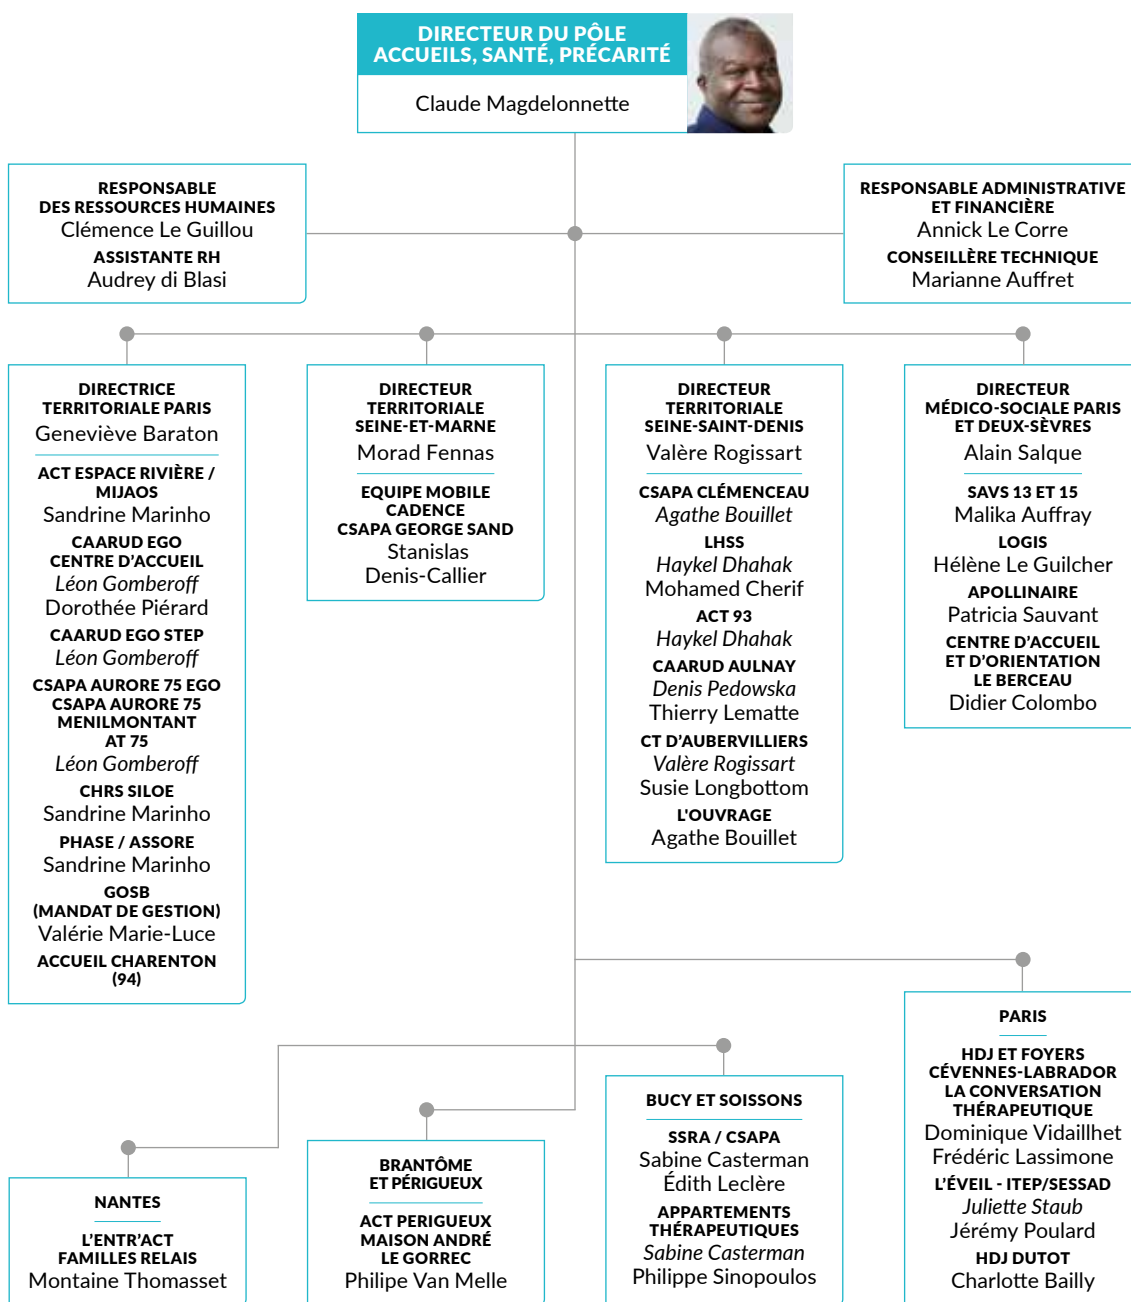 DIRECTEUR DU PÔLE
ACCUEILS, SANTÉ, PRÉCARITÉ
Claude Magdelonnette
RESPONSABLE
DES RESSOURCES HUMAINES
Clémence Le Guillou
ASSISTANTE RH
Audrey di Blasi
RESPONSABLE ADMINISTRATIVE
ET FINANCIÈRE
Annick Le Corre
CONSEILLÈRE TECHNIQUE
Marianne Auffret
DIRECTRICE
TERRITORIALE PARIS
Geneviève Baraton
ACT ESPACE RIVIÈRE /
MIJAOS
Sandrine Marinho
CAARUD EGO
CENTRE D'ACCUEIL
Léon Gomberoff
Dorothée Piérard
CAARUD EGO STEP
Léon Gomberoff
CSAPA AURORE 75 EGO
CSAPA AURORE 75
MENILMONTANT
AT 75
Léon Gomberoff
CHRS SILOE
Sandrine Marinho
PHASE / ASSORE
Sandrine Marinho
GOSB
(MANDAT DE GESTION)
Valérie Marie-Luce
ACCUEIL CHARENTON
(94)
DIRECTEUR
TERRITORIALE
SEINE-ET-MARNE
Morad Fennas
EQUIPE MOBILE
CADENCE
CSAPA GEORGE SAND
Stanislas
Denis-Callier
DIRECTEUR
TERRITORIALE
SEINE-SAINT-DENIS
Valère Rogissart
CSAPA CLÉMENCEAU
Agathe Bouillet
LHSS
Haykel Dhahak
Mohamed Cherif
ACT 93
Haykel Dhahak
CAARUD AULNAY
Denis Pedowska
Thierry Lematte
CT D'AUBERVILLIERS
Valère Rogissart
Susie Longbottom
L'OUVRAGE
Agathe Bouillet
DIRECTEUR
MÉDICO-SOCIALE PARIS
ET DEUX-SÈVRES
Alain Salque
SAVS 13 ET 15
Malika Auffray
LOGIS
Hélène Le Guilcher
APOLLINAIRE
Patricia Sauvant
CENTRE D'ACCUEIL
ET D'ORIENTATION
LE BERCEAU
Didier Colombo
NANTES
L'ENTR'ACT
FAMILLES RELAIS
Montaine Thomasset
BRANTÔME
ET PÉRIGUEUX
ACT PERIGUEUX
MAISON ANDRÉ
LE GORREC
Philipe Van Melle
BUCY ET SOISSONS
SSRA / CSAPA
Sabine Casterman
Édith Leclère
APPARTEMENTS
THÉRAPEUTIQUES
Sabine Casterman
Philippe Sinopoulos
PARIS
HDJ ET FOYERS
CÉVENNES-LABRADOR
LA CONVERSATION
THÉRAPEUTIQUE
Dominique Vidaillhet
Frédéric Lassimone
L'ÉVEIL - ITEP/SESSAD
Juliette Staub
Jérémy Poulard
HDJ DUTOT
Charlotte Bailly